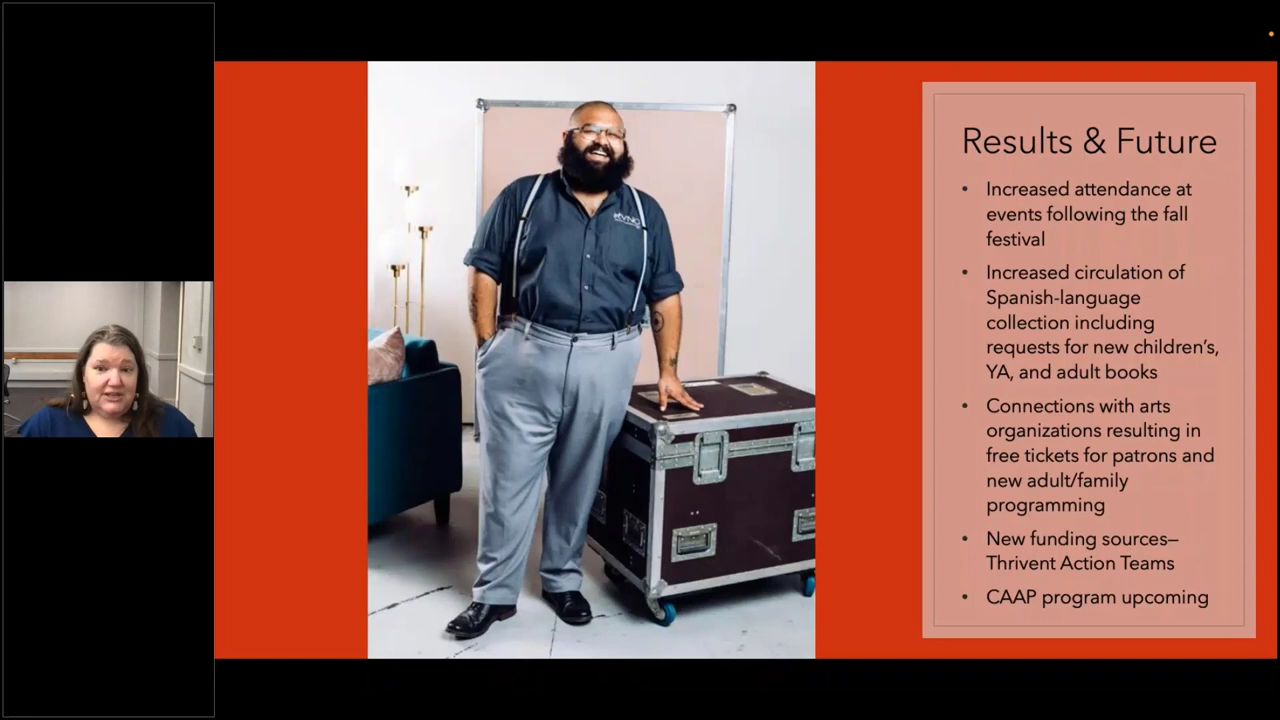 Results & Future
• Increased attendance at
events following the fall
festival
• Increased circulation of
Spanish-language
collection including
requests for new children’s,
YA, and adult books
• Connections with arts
organizations resulting in
free tickets for patrons and
new adult/family
programming
• New funding sources—
Thrivent Action Teams
• CAAP program upcoming